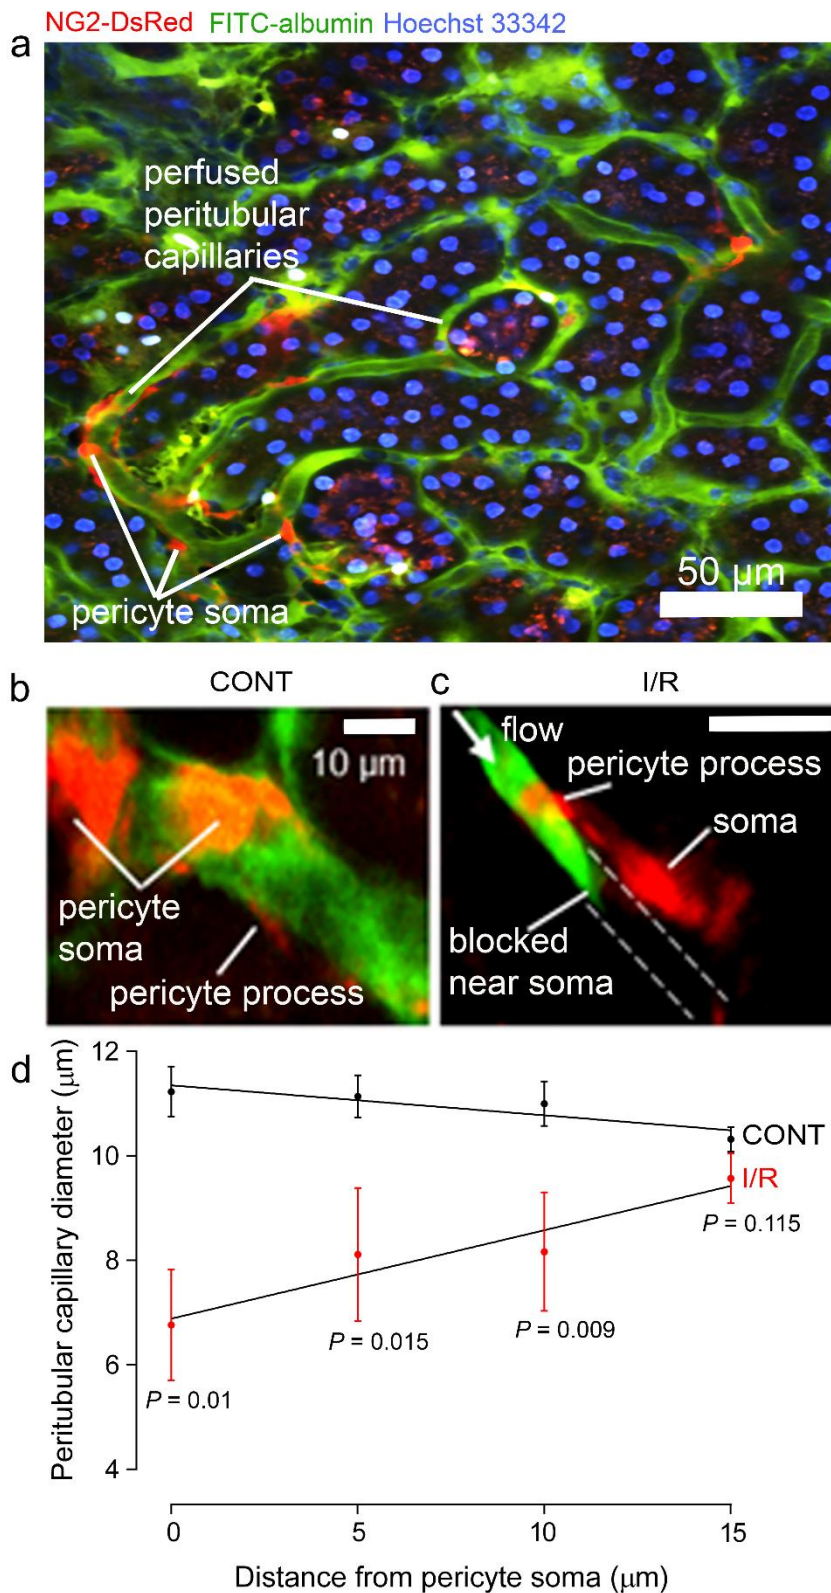 NG2-DsRed FITC-albumin Hoechst 33342
a
perfused
peritubular
capillaries
50 μm
pericyte soma
b CONT
10 μm
pericyte
soma
pericyte process
c I/R
flow
pericyte process
soma
blocked
near soma
d
Peritubular capillary diameter (μm)
12
10
8
6
4
CONT
I/R
P = 0.01
P = 0.015
P = 0.009
P = 0.115
0 5 10 15
Distance from pericyte soma (μm)